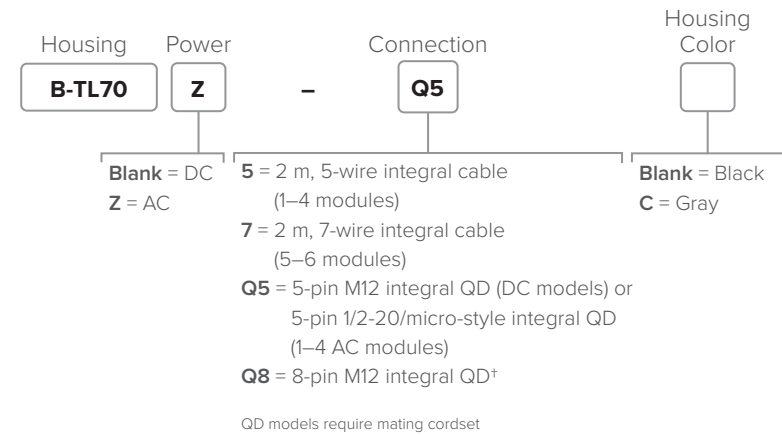 Housing Power Connection Housing Color
B-TL70 Z – Q5
Blank = DC
Z = AC
5 = 2 m, 5-wire integral cable
(1–4 modules)
7 = 2 m, 7-wire integral cable
(5–6 modules)
Q5 = 5-pin M12 integral QD (DC models) or
5-pin 1/2-20/micro-style integral QD
(1–4 AC modules)
Q8 = 8-pin M12 integral QD†
QD models require mating cordset
Blank = Black
C = Gray